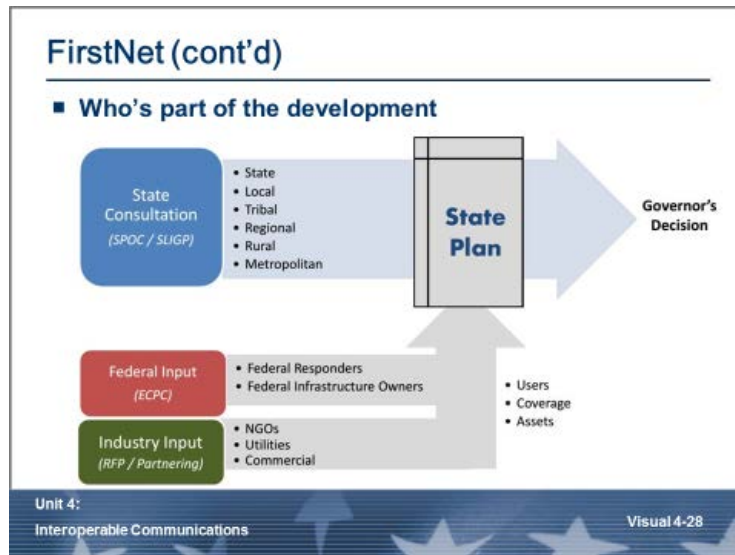 FirstNet (cont'd)
■ Who's part of the development
State
Consultation
(SPOC / SLIGP)
• State
• Local
• Tribal
• Regional
• Rural
• Metropolitan
State
Plan
Governor's
Decision
Federal Input
(ECPC)
• Federal Responders
• Federal Infrastructure Owners
Industry Input
(RFP / Partnering)
• NGOs
• Utilities
• Commercial
• Users
• Coverage
• Assets
Unit 4:
Interoperable Communications
Visual 4-28